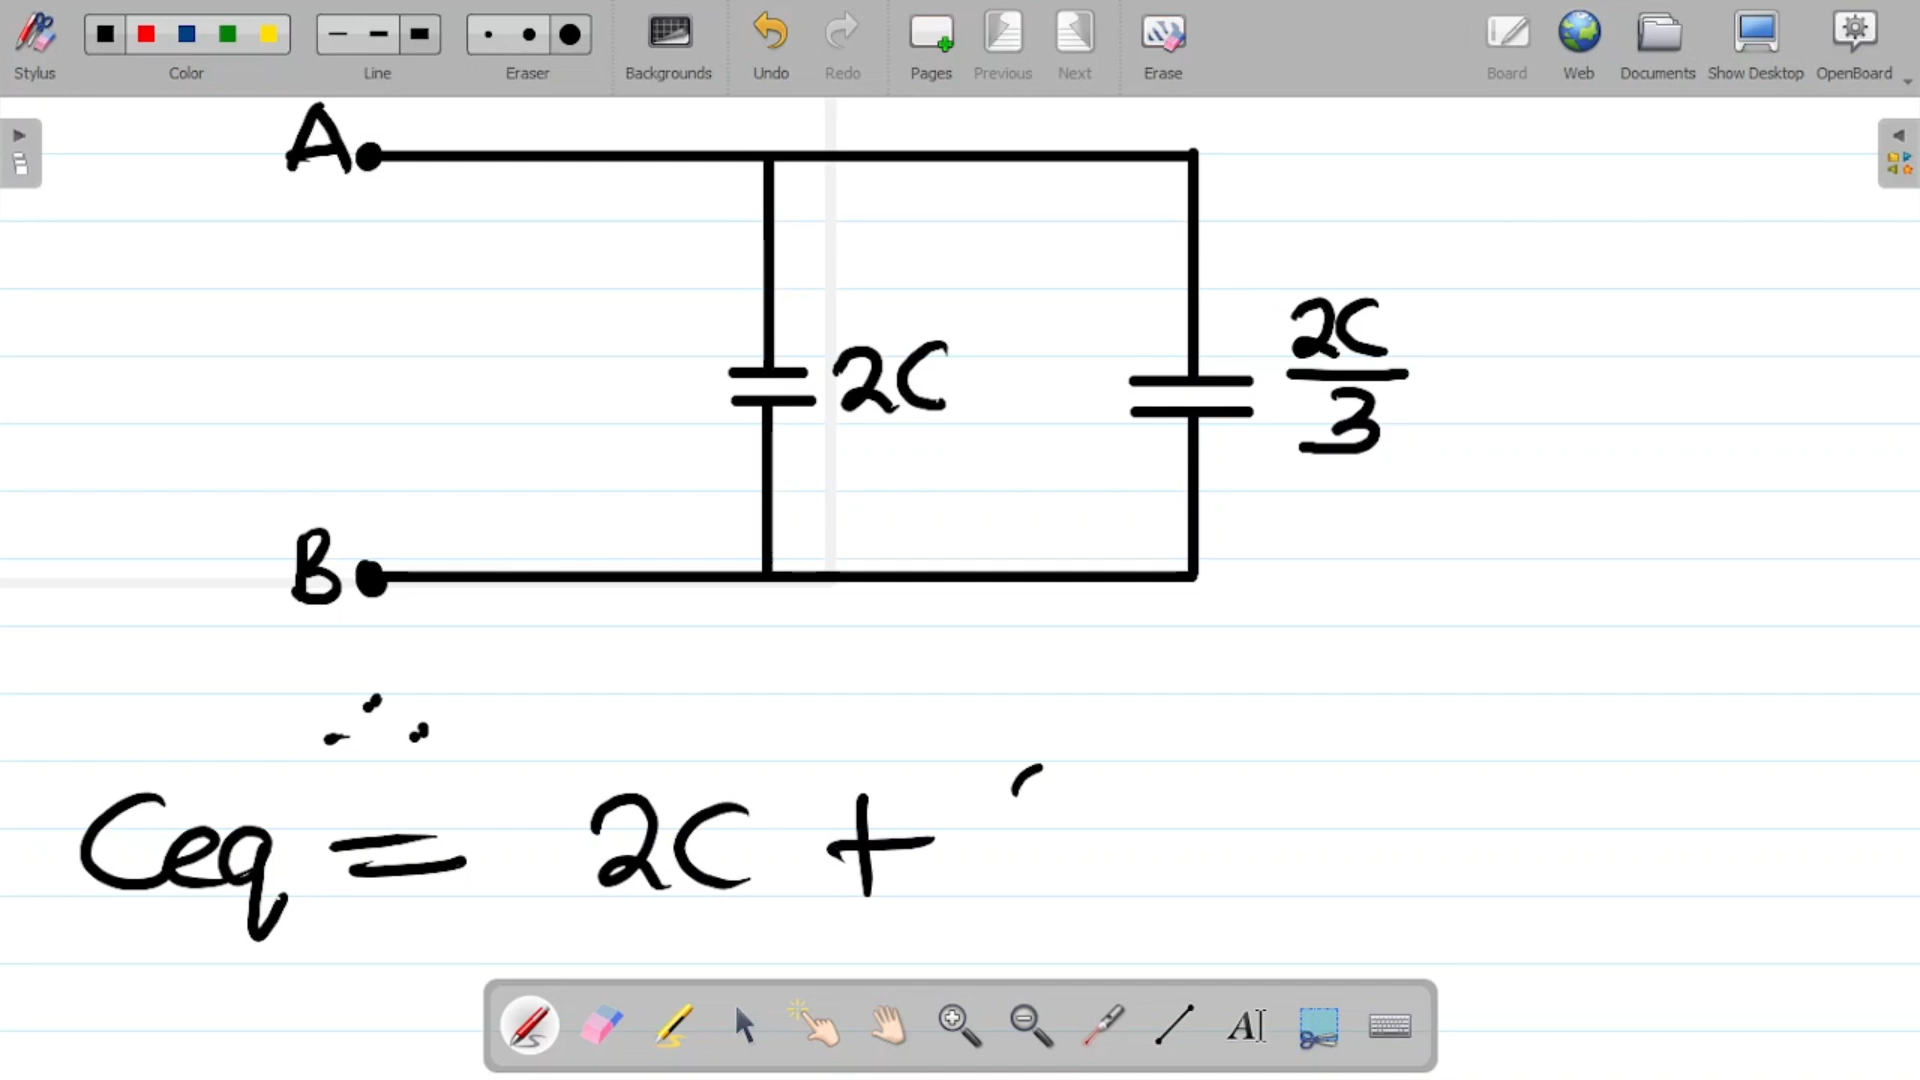 Stylus Color Line Eraser Backgrounds Undo Redo Pages Previous Next Erase Board Web Documents Show Desktop OpenBoard
A
2C
2C
3
B
∴
Ceq = 2C +
AI